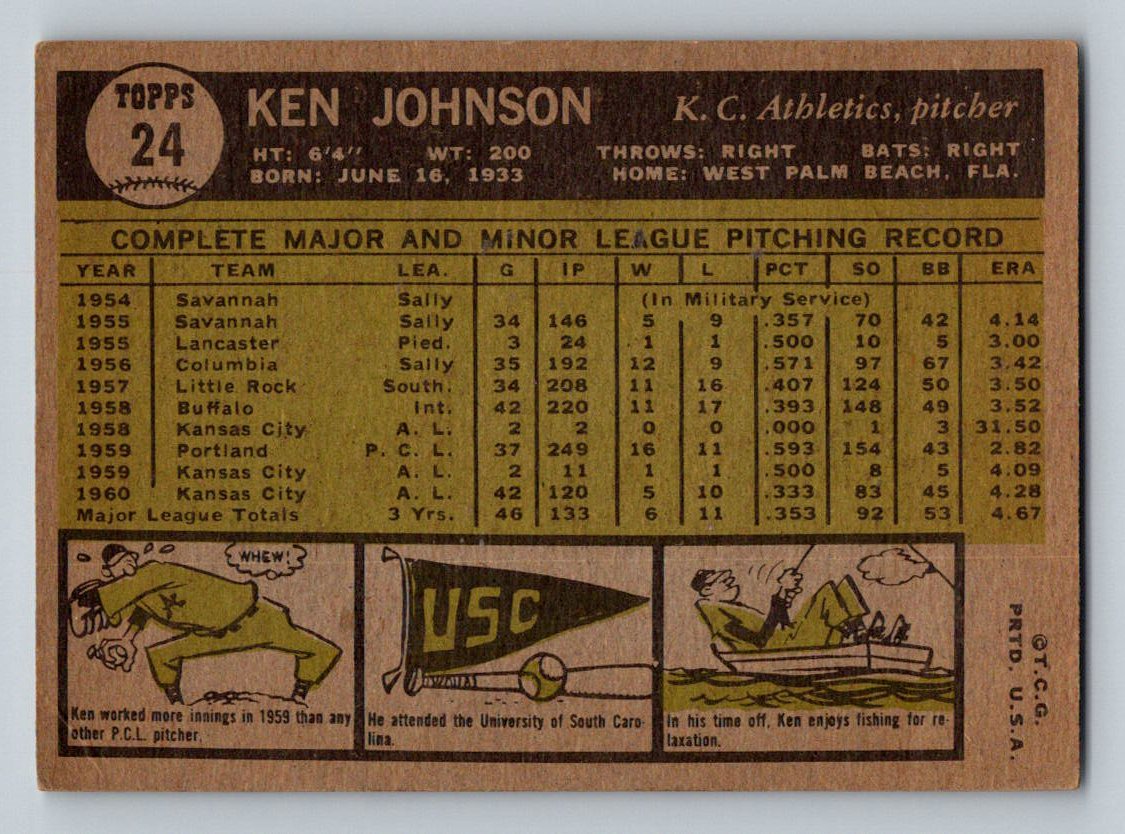 TOPPS
24
KEN JOHNSON K. C. Athletics, pitcher
HT: 6'4" WT: 200 THROWS: RIGHT BATS: RIGHT
BORN: JUNE 16, 1933 HOME: WEST PALM BEACH, FLA.
COMPLETE MAJOR AND MINOR LEAGUE PITCHING RECORD
YEAR TEAM LEA. G IP W L PCT SO BB ERA
1954 Savannah Sally (In Military Service)
1955 Savannah Sally 34 146 5 9 .357 70 42 4.14
1955 Lancaster Pied. 3 24 1 1 .500 10 5 3.00
1956 Columbia Sally 35 192 12 9 .571 97 67 3.42
1957 Little Rock South. 34 208 11 16 .407 124 50 3.50
1958 Buffalo Int. 42 220 11 17 .393 148 49 3.52
1958 Kansas City A. L. 2 2 0 0 .000 1 3 31.50
1959 Portland P. C. L. 37 249 16 11 .593 154 43 2.82
1959 Kansas City A. L. 2 11 1 1 .500 8 5 4.09
1960 Kansas City A. L. 42 120 5 10 .333 83 45 4.28
Major League Totals 3 Yrs. 46 133 6 11 .353 92 53 4.67
WHEW!
Ken worked more innings in 1959 than any
other P.C.L. pitcher.
USC
He attended the University of South Caro-
lina.
In his time off, Ken enjoys fishing for re-
laxation.
©T.C.G.
PRTD. U.S.A.